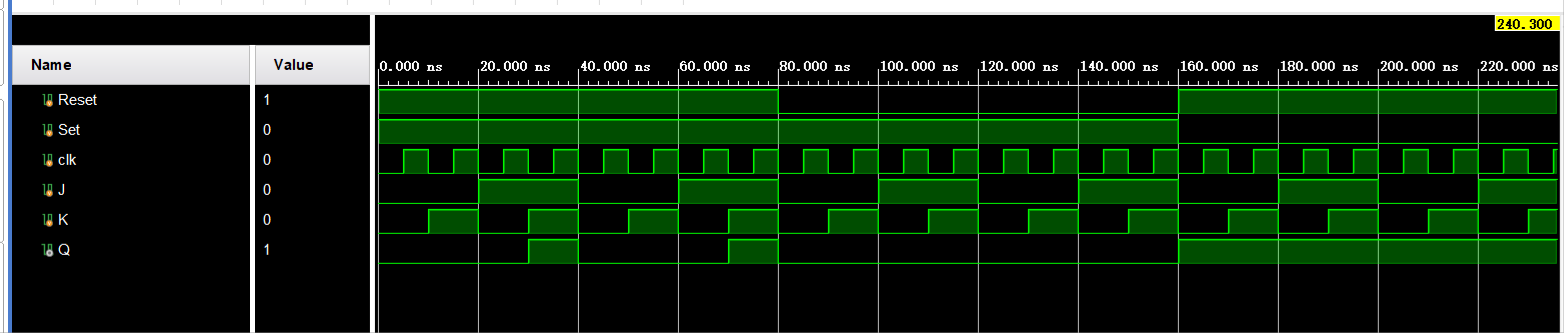 240.300
Name Value
0.000 ns 20.000 ns 40.000 ns 60.000 ns 80.000 ns 100.000 ns 120.000 ns 140.000 ns 160.000 ns 180.000 ns 200.000 ns 220.000 ns
Reset 1
Set 0
clk 0
J 0
K 0
Q 1